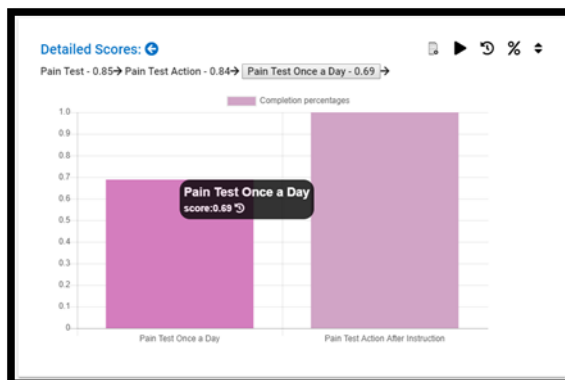 Detailed Scores:
Pain Test - 0.85→ Pain Test Action - 0.84→ Pain Test Once a Day - 0.69 →
Completion percentages
1.0
0.9
0.8
0.7
0.6
0.5
0.4
0.3
0.2
0.1
0
Pain Test Once a Day
score:0.69
Pain Test Once a Day
Pain Test Action After Instruction